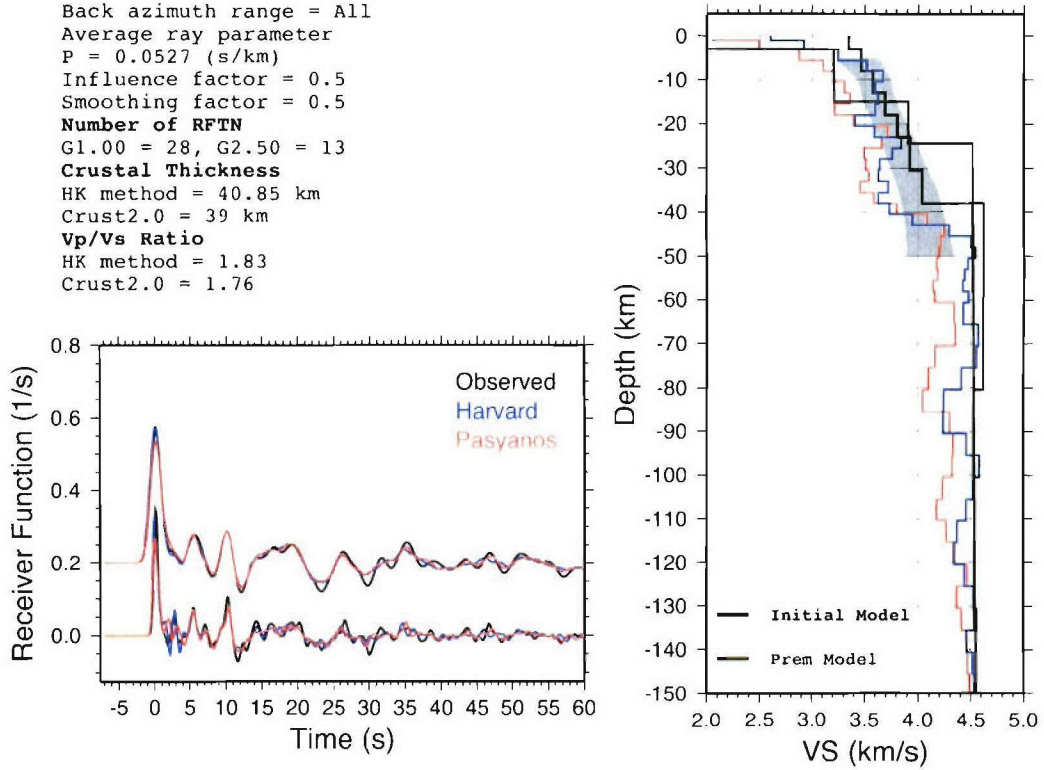 Back azimuth range = All
Average ray parameter
P = 0.0527 (s/km)
Influence factor = 0.5
Smoothing factor = 0.5
Number of RFTN
G1.00 = 28, G2.50 = 13
Crustal Thickness
HK method = 40.85 km
Crust2.0 = 39 km
Vp/Vs Ratio
HK method = 1.83
Crust2.0 = 1.76
Receiver Function (1/s)
0.8
0.6
0.4
0.2
0.0
Observed
Harvard
Pasyanos
-5 0 5 10 15 20 25 30 35 40 45 50 55 60
Time (s)
Depth (km)
0
-10
-20
-30
-40
-50
-60
-70
-80
-90
-100
-110
-120
-130
-140
-150
Initial Model
Prem Model
2.0 2.5 3.0 3.5 4.0 4.5 5.0
VS (km/s)